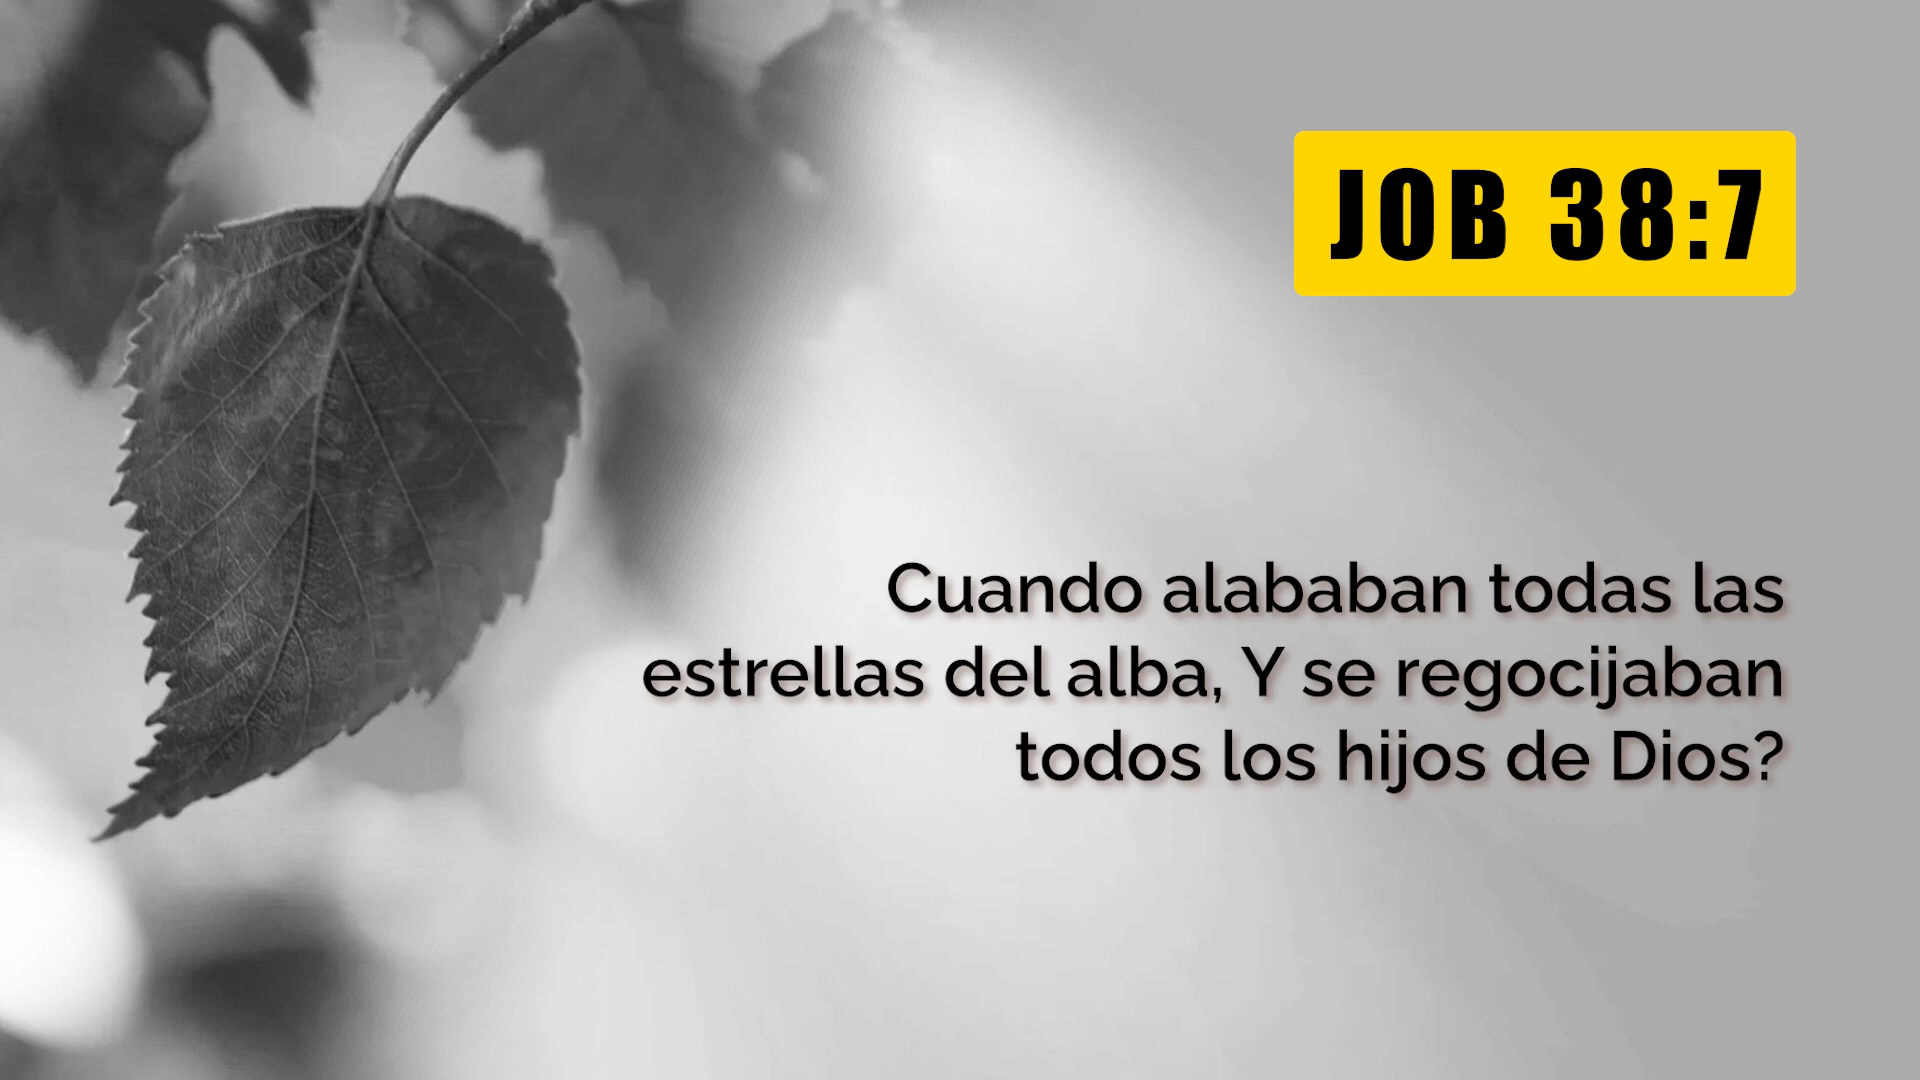 JOB 38:7
Cuando alababan todas las
estrellas del alba, Y se regocijaban
todos los hijos de Dios?